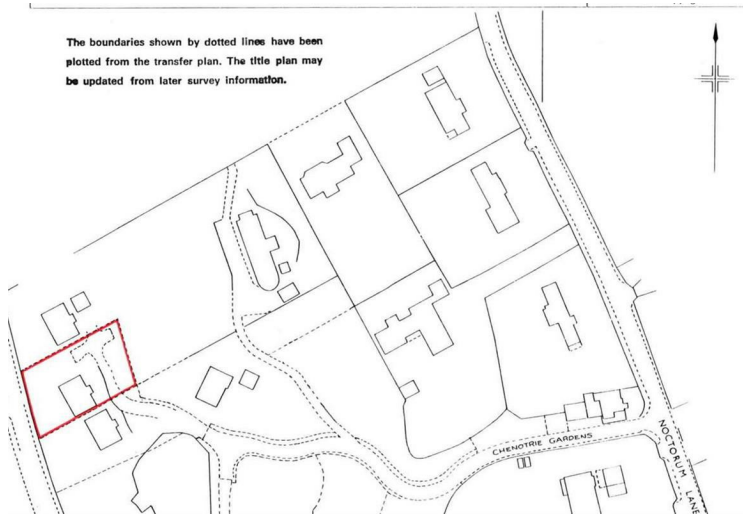 The boundaries shown by dotted lines have been
plotted from the transfer plan. The title plan may
be updated from later survey information.
CHENOTRIE GARDENS
NOCTORUM LANE